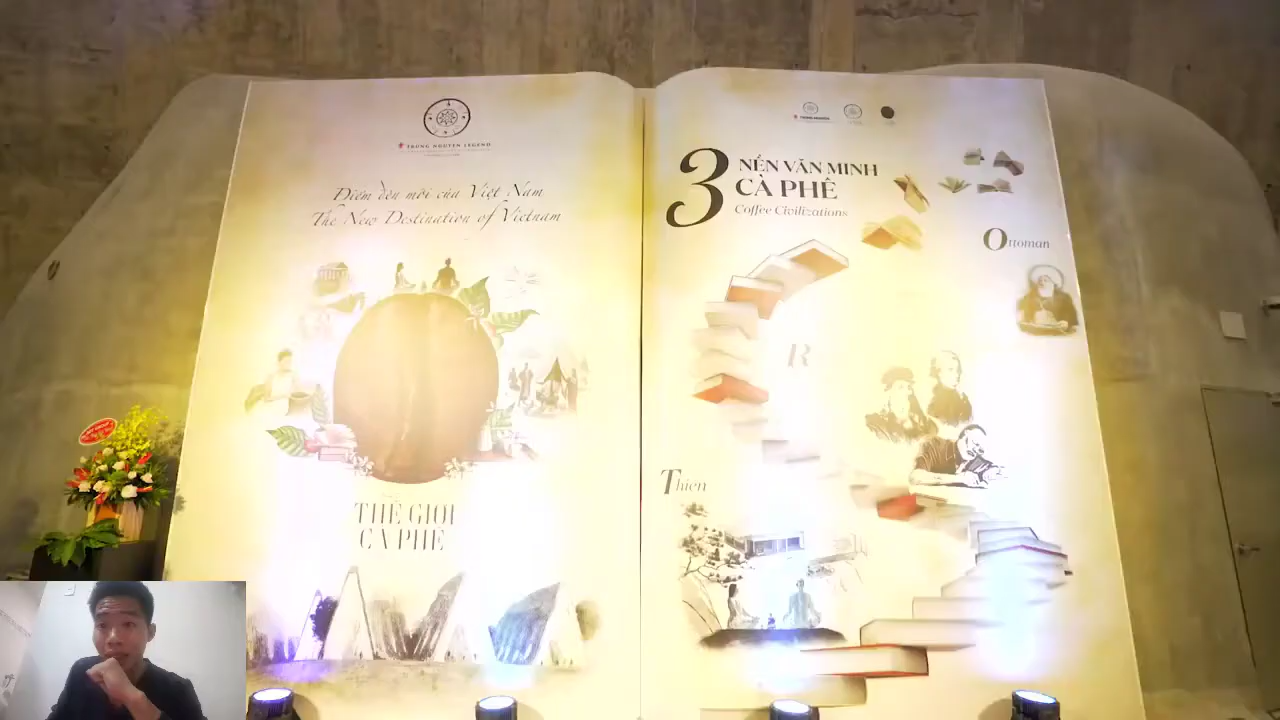 TRUNG NGUYEN LEGEND
Điểm đến mới của Việt Nam
The New Destination of Vietnam
THẾ GIỚI
CÀ PHÊ
3 NỀN VĂN MINH
CÀ PHÊ
Coffee Civilizations
Ottoman
R
Thiền